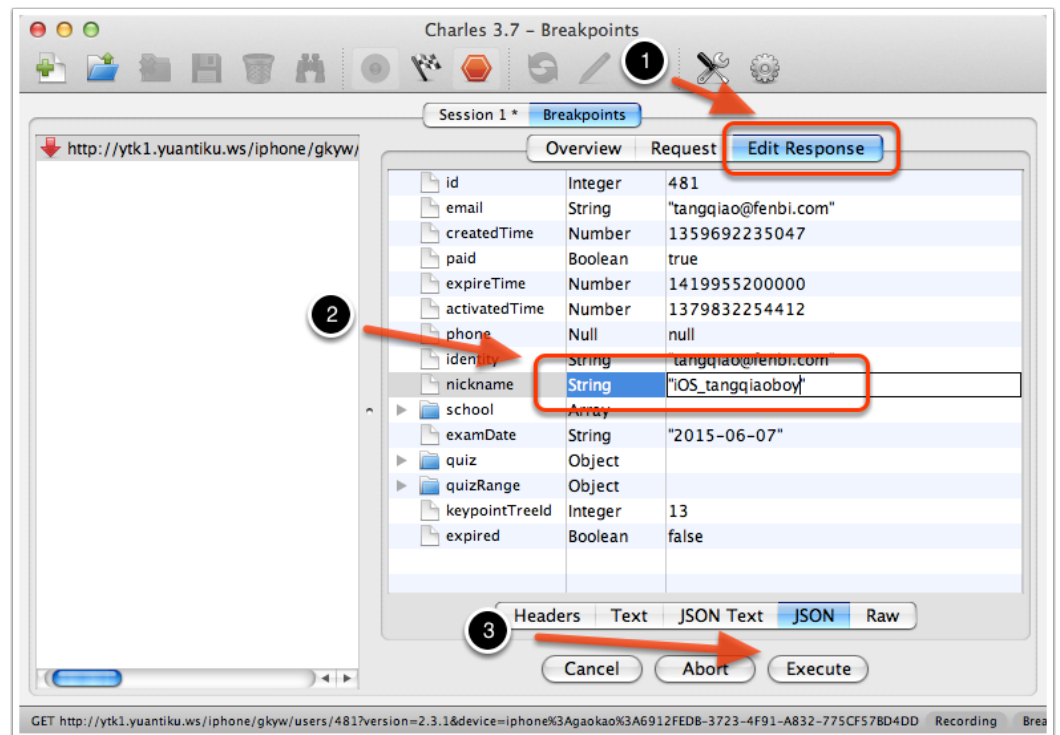 Charles 3.7 – Breakpoints
1
Session 1 * Breakpoints
http://ytk1.yuantiku.ws/iphone/gkyw/
Overview Request Edit Response
id Integer 481
email String "tangqiao@fenbi.com"
createdTime Number 1359692235047
paid Boolean true
expireTime Number 1419955200000
activatedTime Number 1379832254412
2
phone Null null
identity String "tangqiao@fenbi.com"
nickname String "iOS_tangqiaoboy"
school Array
examDate String "2015-06-07"
quiz Object
quizRange Object
keypointTreeId Integer 13
expired Boolean false
Headers Text JSON Text JSON Raw
3
Cancel Abort Execute
GET http://ytk1.yuantiku.ws/iphone/gkyw/users/481?version=2.3.1&device=iphone%3Agaokao%3A6912FEDB-3723-4F91-A832-775CF57BD4DD Recording Brea